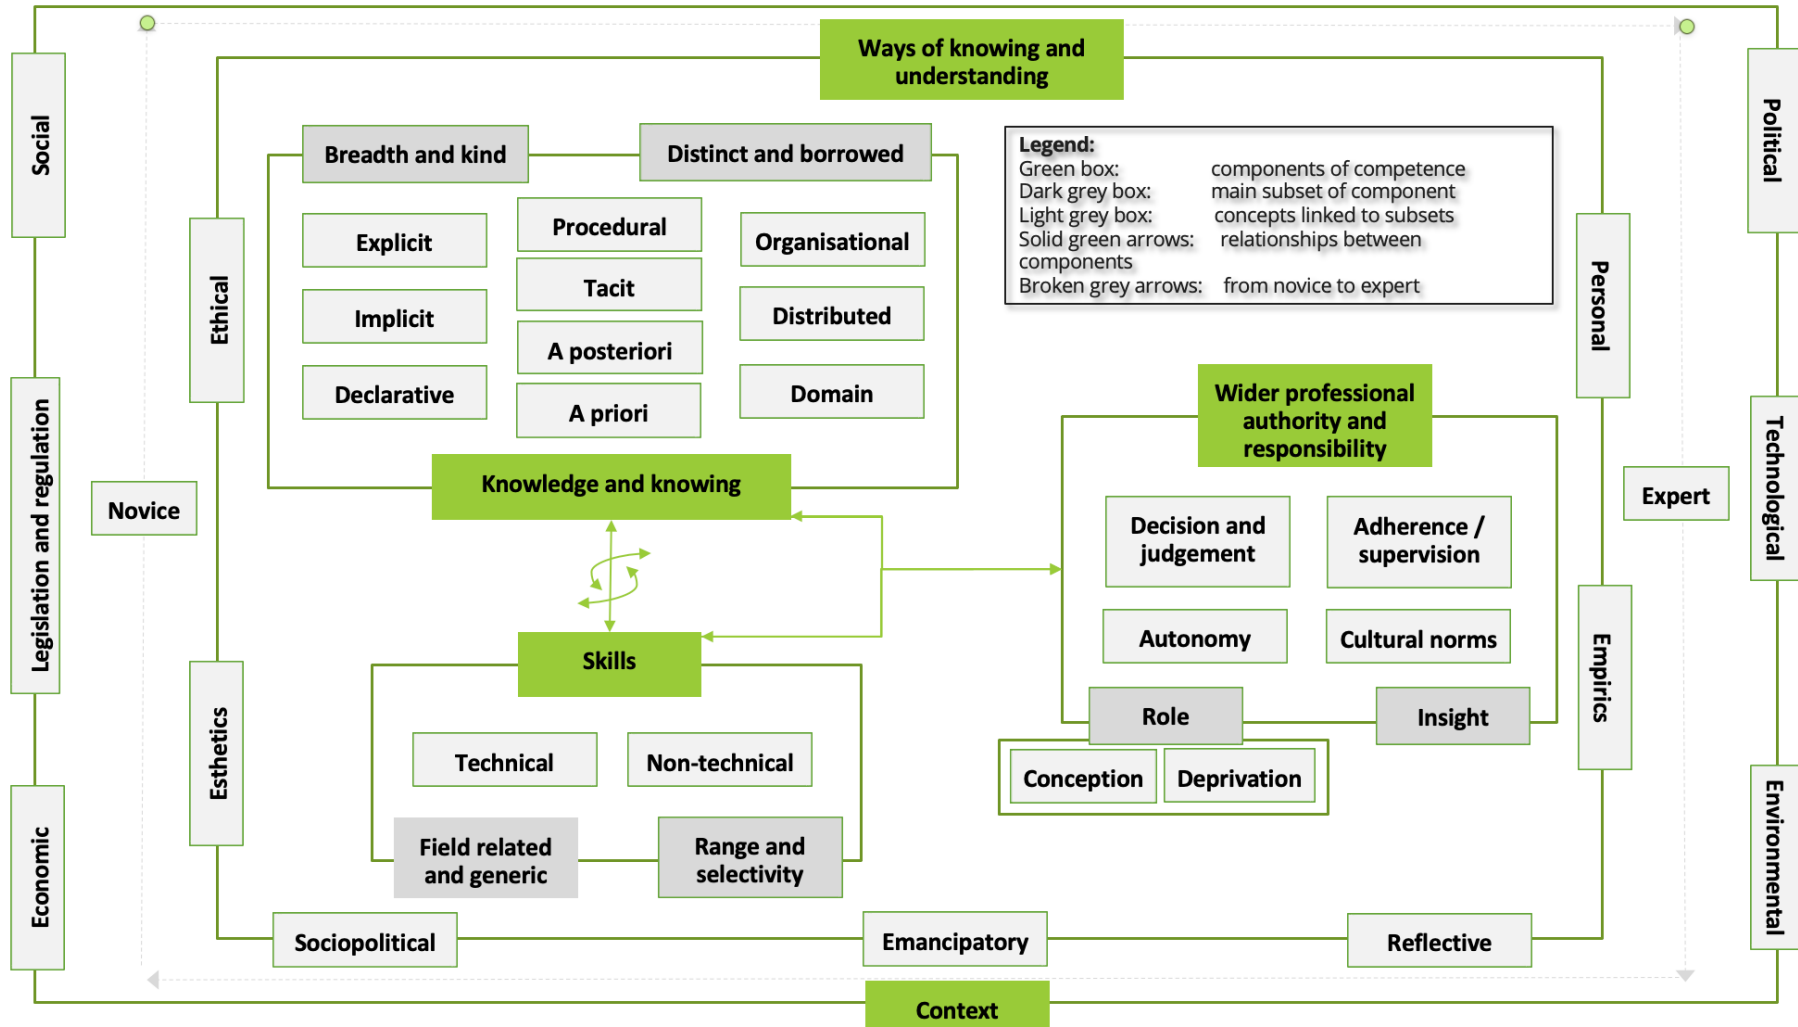 Ways of knowing and
understanding
Social
Political
Breadth and kind
Distinct and borrowed
Legend:
Green box: components of competence
Dark grey box: main subset of component
Light grey box: concepts linked to subsets
Solid green arrows: relationships between
components
Broken grey arrows: from novice to expert
Ethical
Personal
Explicit
Procedural
Organisational
Implicit
Tacit
Distributed
Declarative
A posteriori
Domain
A priori
Knowledge and knowing
Wider professional
authority and
responsibility
Legislation and regulation
Technological
Novice
Expert
Decision and
judgement
Adherence /
supervision
Autonomy
Cultural norms
Role
Insight
Conception
Deprivation
Skills
Technical
Non-technical
Field related
and generic
Range and
selectivity
Esthetics
Empirics
Economic
Environmental
Sociopolitical
Emancipatory
Reflective
Context